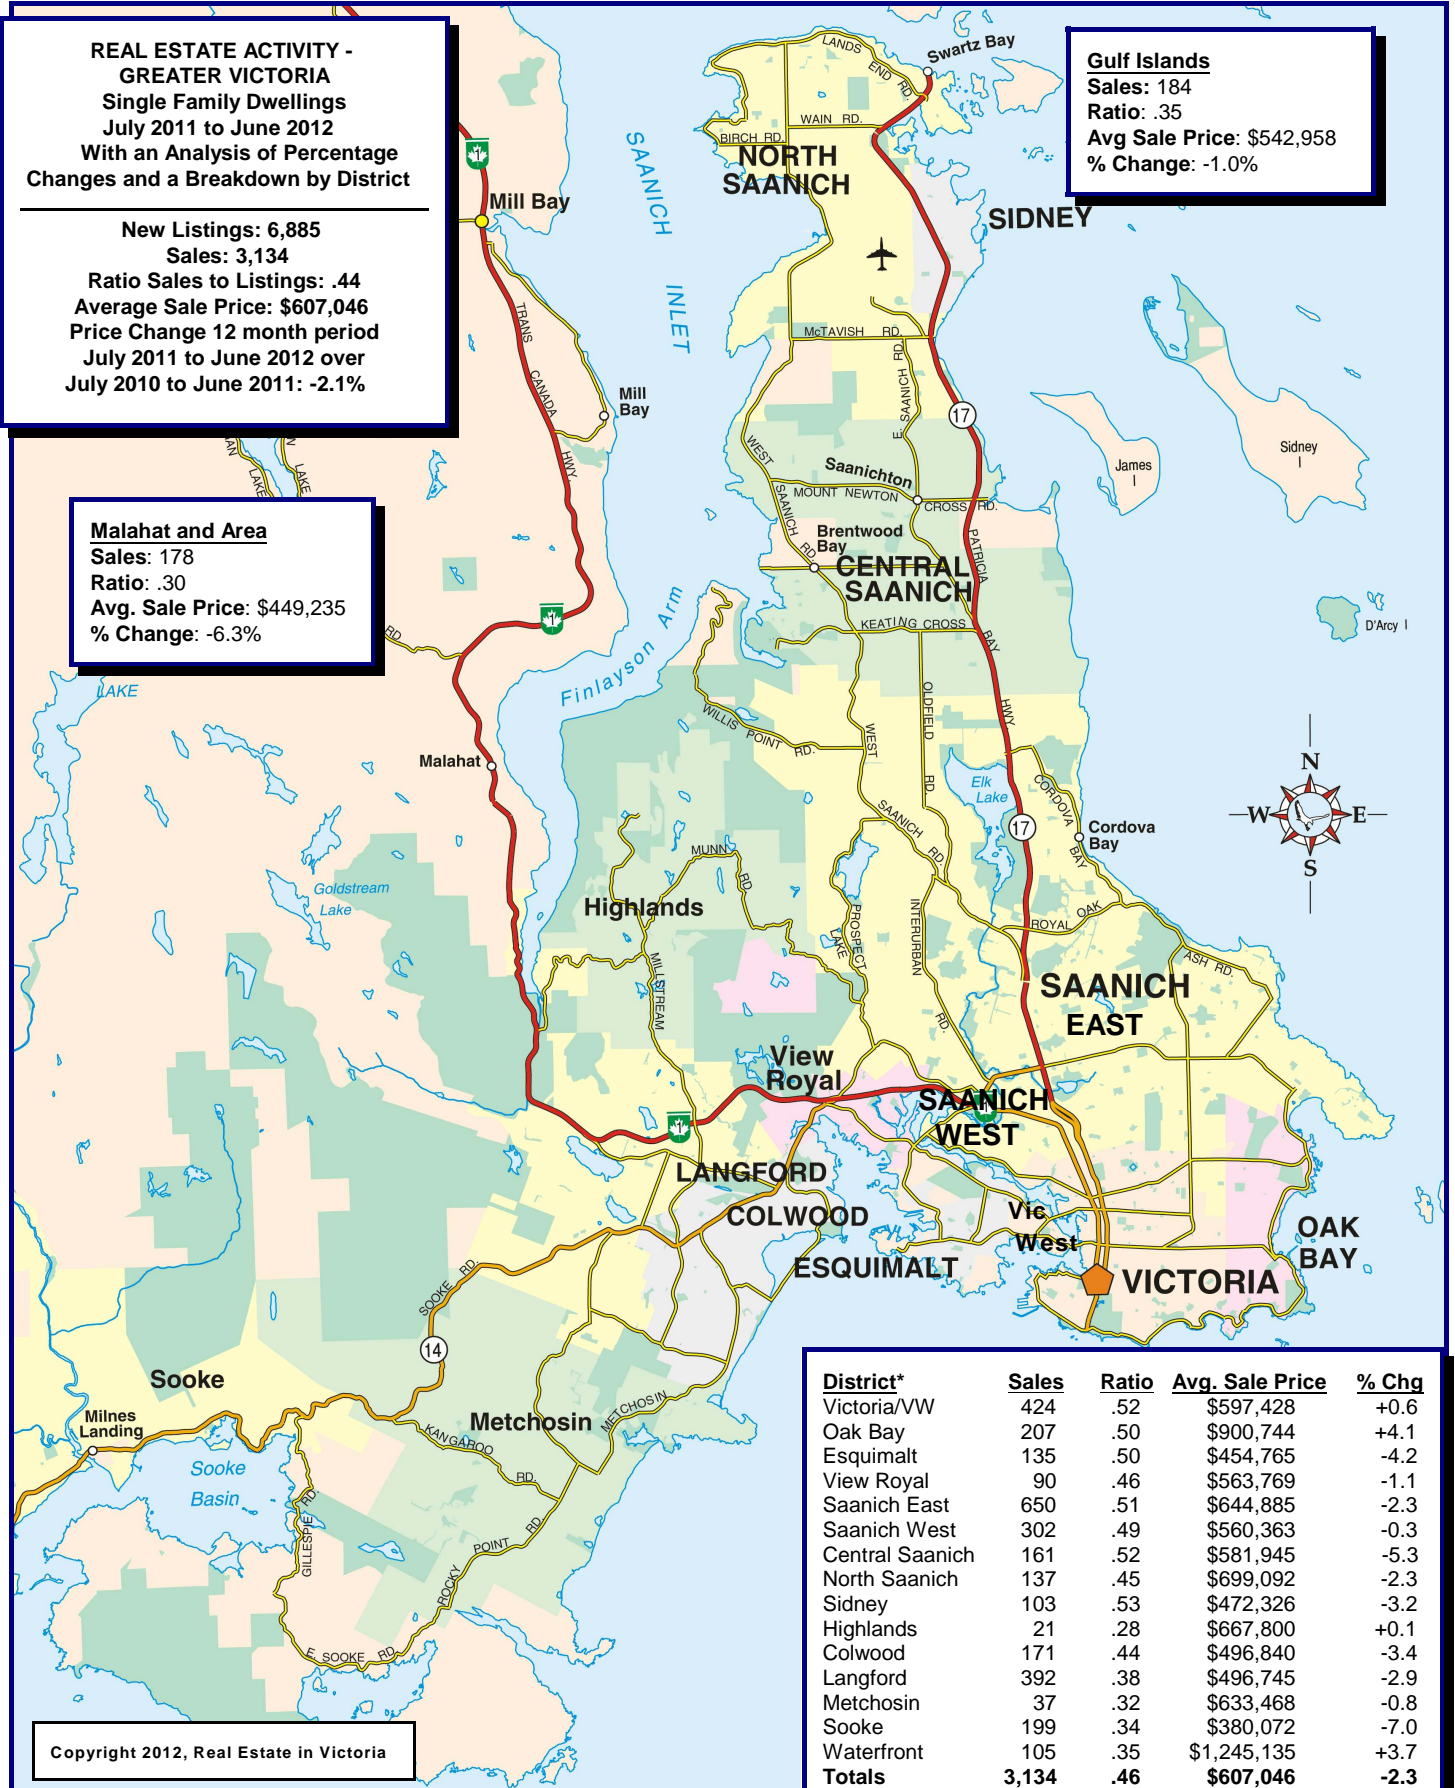 REAL ESTATE ACTIVITY -
GREATER VICTORIA
Single Family Dwellings
July 2011 to June 2012
With an Analysis of Percentage
Changes and a Breakdown by District
New Listings: 6,885
Sales: 3,134
Ratio Sales to Listings: .44
Average Sale Price: $607,046
Price Change 12 month period
July 2011 to June 2012 over
July 2010 to June 2011: -2.1%
Gulf Islands
Sales: 184
Ratio: .35
Avg Sale Price: $542,958
% Change: -1.0%
Malahat and Area
Sales: 178
Ratio: .30
Avg. Sale Price: $449,235
% Change: -6.3%
LANDS
END RD.
Swartz Bay
WAIN RD.
BIRCH RD.
NORTH
SAANICH
SIDNEY
SAANICH
INLET
1
Mill Bay
TRANS
CANADA
HWY.
Mill
Bay
LAKE
LAKE
McTAVISH RD.
E. SAANICH RD.
17
WEST
SAANICH
RD.
Saanichton
MOUNT NEWTON
CROSS RD.
Brentwood
Bay
CENTRAL
SAANICH
PATRICIA
BAY
HWY.
KEATING CROSS
James
I
Sidney
I
D'Arcy I
1
RD
Finlayson Arm
LAKE
WILLIS POINT RD.
OLDFIELD
RD.
WEST
SAANICH
RD.
Malahat
Elk
Lake
17
CORDOVA
BAY
Cordova
Bay
N
W
E
S
MUNN
RD
Highlands
Goldstream
Lake
MILLSTREAM
PROSPECT
LAKE
INTERURBAN
RD.
ROYAL OAK
ASH RD.
SAANICH
EAST
View
Royal
SAANICH
WEST
1
LANGFORD
COLWOOD
ESQUIMALT
Vic
West
VICTORIA
OAK
BAY
SOOKE RD
14
Sooke
Milnes
Landing
Sooke
Basin
Metchosin
METCHOSIN
KANGAROO
RD.
GILLESPIE RD.
ROCKY POINT RD.
E. SOOKE RD.
District* Sales Ratio Avg. Sale Price % Chg
Victoria/VW 424 .52 $597,428 +0.6
Oak Bay 207 .50 $900,744 +4.1
Esquimalt 135 .50 $454,765 -4.2
View Royal 90 .46 $563,769 -1.1
Saanich East 650 .51 $644,885 -2.3
Saanich West 302 .49 $560,363 -0.3
Central Saanich 161 .52 $581,945 -5.3
North Saanich 137 .45 $699,092 -2.3
Sidney 103 .53 $472,326 -3.2
Highlands 21 .28 $667,800 +0.1
Colwood 171 .44 $496,840 -3.4
Langford 392 .38 $496,745 -2.9
Metchosin 37 .32 $633,468 -0.8
Sooke 199 .34 $380,072 -7.0
Waterfront 105 .35 $1,245,135 +3.7
Totals 3,134 .46 $607,046 -2.3
Copyright 2012, Real Estate in Victoria